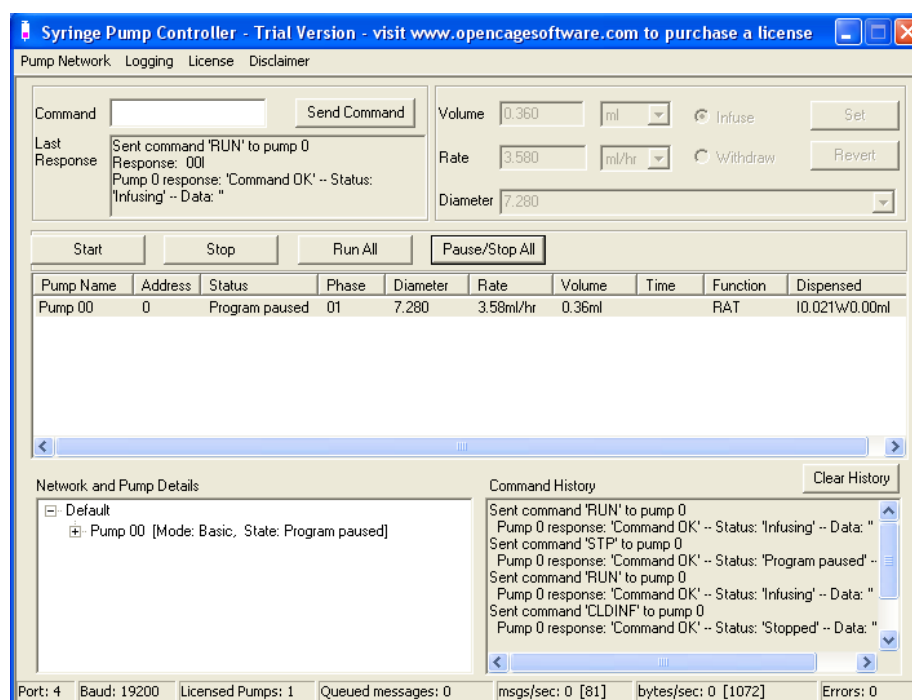 Syringe Pump Controller - Trial Version - visit www.opencagesoftware.com to purchase a license
Pump Network Logging License Disclaimer
Command Send Command
Last Response
Sent command 'RUN' to pump 0
Response: 00I
Pump 0 response: 'Command OK' -- Status:
'Infusing' -- Data: ''
Volume 0.360 ml Infuse Set
Rate 3.580 ml/hr Withdraw Revert
Diameter 7.280
Start Stop Run All Pause/Stop All
Pump Name Address Status Phase Diameter Rate Volume Time Function Dispensed
Pump 00 0 Program paused 01 7.280 3.58ml/hr 0.36ml RAT I0.021W0.00ml
Network and Pump Details
Default
Pump 00 [Mode: Basic, State: Program paused]
Command History Clear History
Sent command 'RUN' to pump 0
Pump 0 response: 'Command OK' -- Status: 'Infusing' -- Data: ''
Sent command 'STP' to pump 0
Pump 0 response: 'Command OK' -- Status: 'Program paused' --
Sent command 'RUN' to pump 0
Pump 0 response: 'Command OK' -- Status: 'Infusing' -- Data: ''
Sent command 'CLDINF' to pump 0
Pump 0 response: 'Command OK' -- Status: 'Stopped' -- Data: ''
Port: 4 Baud: 19200 Licensed Pumps: 1 Queued messages: 0 msgs/sec: 0 [81] bytes/sec: 0 [1072] Errors: 0